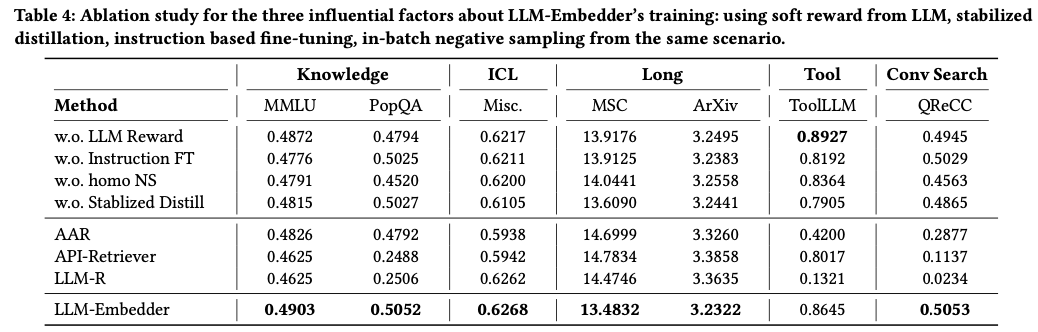 Table 4: Ablation study for the three influential factors about LLM-Embedder's training: using soft reward from LLM, stabilized
distillation, instruction based fine-tuning, in-batch negative sampling from the same scenario.
Knowledge ICL Long Tool Conv Search
Method MMLU PopQA Misc. MSC ArXiv ToolLLM QReCC
w.o. LLM Reward 0.4872 0.4794 0.6217 13.9176 3.2495 0.8927 0.4945
w.o. Instruction FT 0.4776 0.5025 0.6211 13.9125 3.2383 0.8192 0.5029
w.o. homo NS 0.4791 0.4520 0.6200 14.0441 3.2558 0.8364 0.4563
w.o. Stablized Distill 0.4815 0.5027 0.6105 13.6090 3.2441 0.7905 0.4865
AAR 0.4826 0.4792 0.5938 14.6999 3.3260 0.4200 0.2877
API-Retriever 0.4625 0.2488 0.5942 14.7834 3.3858 0.8017 0.1137
LLM-R 0.4625 0.2506 0.6262 14.4746 3.3635 0.1321 0.0234
LLM-Embedder 0.4903 0.5052 0.6268 13.4832 3.2322 0.8645 0.5053